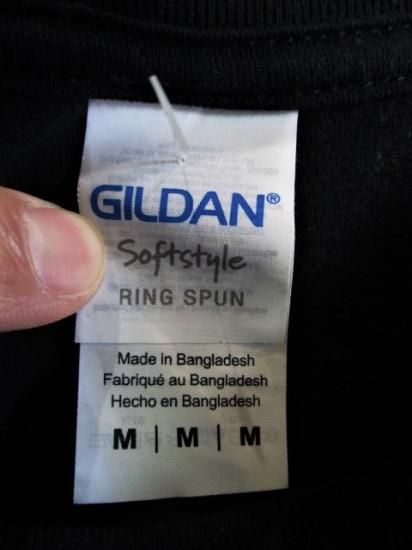 GILDAN®
Softstyle
RING SPUN
Made in Bangladesh
Fabriqué au Bangladesh
Hecho en Bangladesh
M | M | M